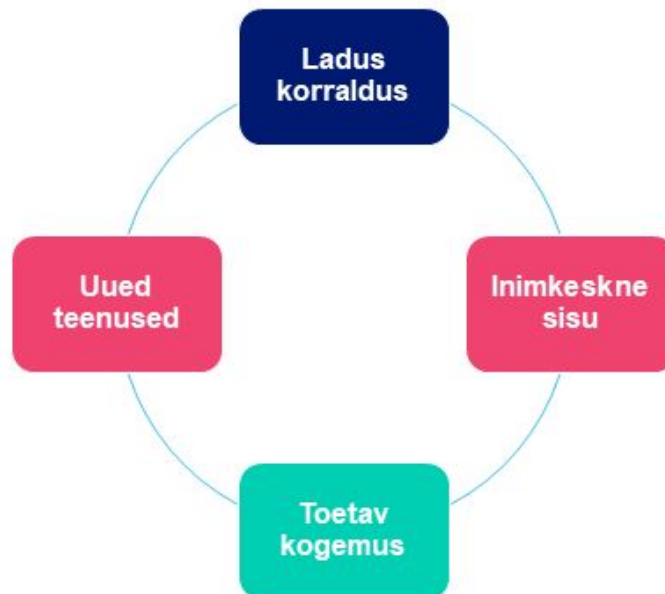 Ladus
korraldus
Uued
teenused
Inimkeskne
sisu
Toetav
kogemus